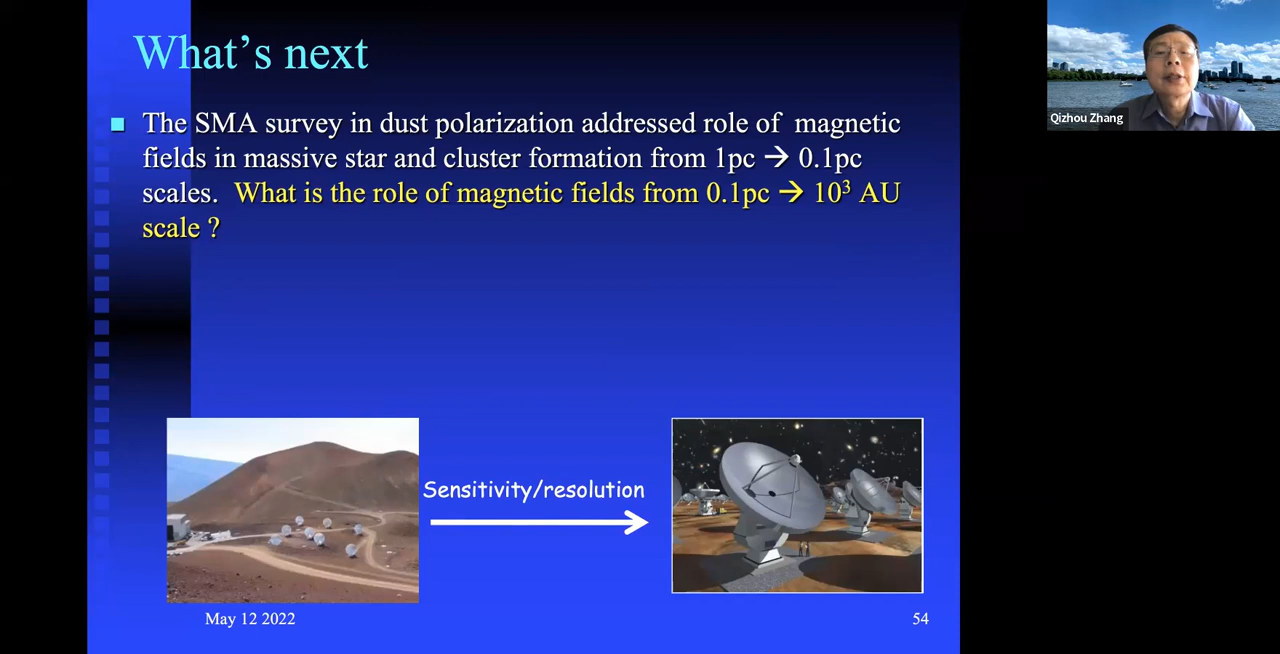 What's next
■ The SMA survey in dust polarization addressed role of magnetic
fields in massive star and cluster formation from 1pc → 0.1pc
scales. What is the role of magnetic fields from 0.1pc → 10³ AU
scale ?
Sensitivity/resolution
May 12 2022
54
Qizhou Zhang